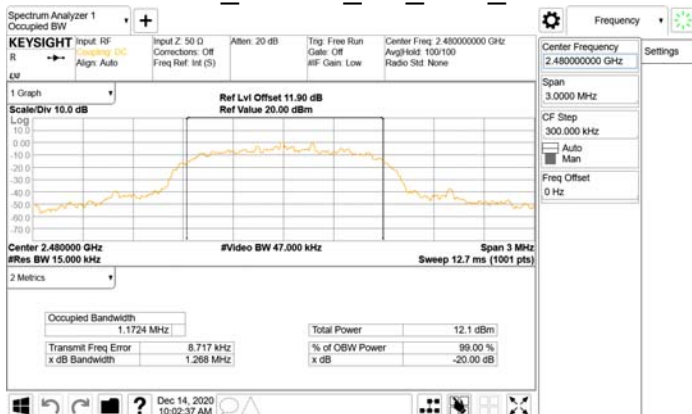 Spectrum Analyzer 1
Occupied BW
+
Frequency
KEYSIGHT
R
LXI
Input: RF
Coupling: DC
Align: Auto
Input Z: 50 Ω
Corrections: Off
Freq Ref: Int (S)
Atten: 20 dB
Trig: Free Run
Gate: Off
#IF Gain: Low
Center Freq: 2.480000000 GHz
Avg|Hold: 100/100
Radio Std: None
Center Frequency
2.480000000 GHz
Settings
Span
3.0000 MHz
CF Step
300.000 kHz
Auto
Man
Freq Offset
0 Hz
1 Graph
Scale/Div 10.0 dB
Ref Lvl Offset 11.90 dB
Ref Value 20.00 dBm
Log
10.0
0.00
-10.0
-20.0
-30.0
-40.0
-50.0
-60.0
-70.0
Center 2.480000 GHz
#Res BW 15.000 kHz
#Video BW 47.000 kHz
Span 3 MHz
Sweep 12.7 ms (1001 pts)
2 Metrics
Occupied Bandwidth
1.1724 MHz
Total Power 12.1 dBm
Transmit Freq Error 8.717 kHz
% of OBW Power 99.00 %
x dB Bandwidth 1.268 MHz
x dB -20.00 dB
?
Dec 14, 2020
10:02:37 AM